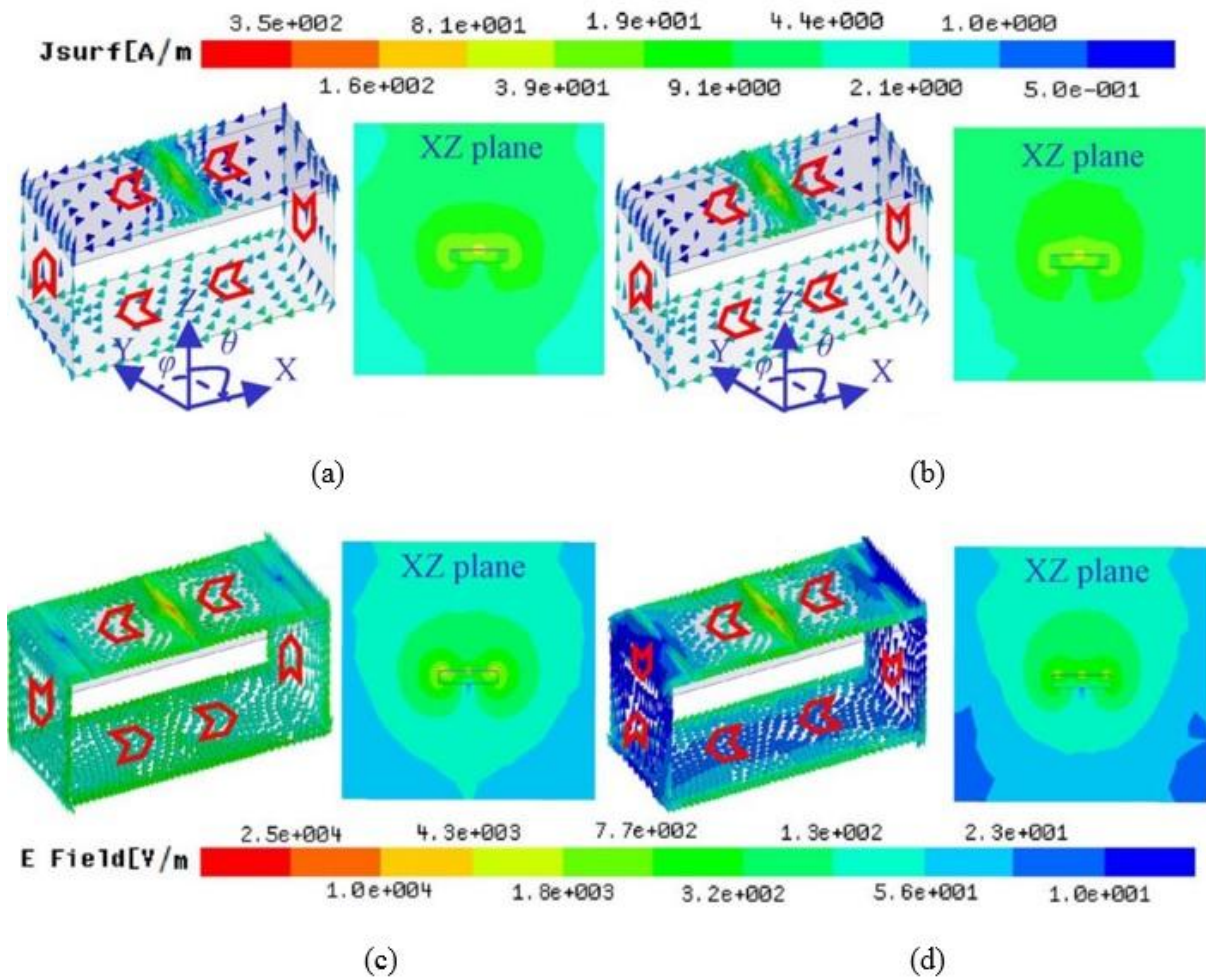 3.5e+002 8.1e+001 1.9e+001 4.4e+000 1.0e+000
Jsurf[A/m
1.6e+002 3.9e+001 9.1e+000 2.1e+000 5.0e-001
XZ plane
XZ plane
Z
Y
φ
θ
X
Z
Y
φ
θ
X
(a)
(b)
XZ plane
XZ plane
2.5e+004 4.3e+003 7.7e+002 1.3e+002 2.3e+001
E Field[V/m
1.0e+004 1.8e+003 3.2e+002 5.6e+001 1.0e+001
(c)
(d)